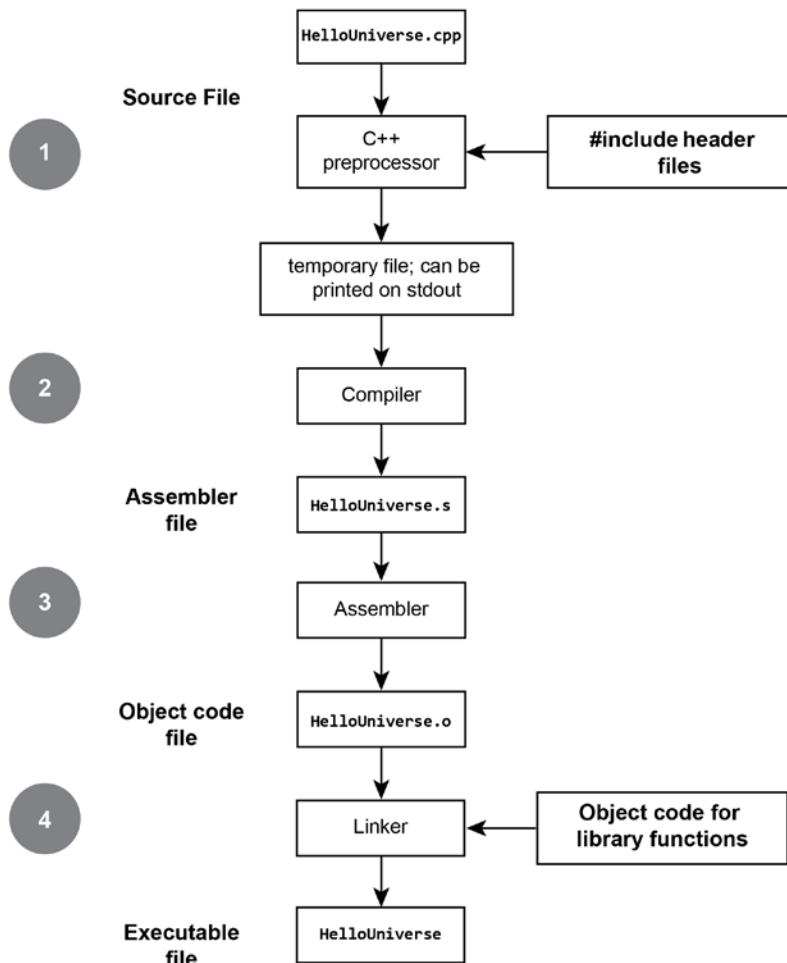 HelloUniverse.cpp
Source File
1
C++
preprocessor
#include header
files
temporary file; can be
printed on stdout
2
Compiler
Assembler
file
HelloUniverse.s
3
Assembler
Object code
file
HelloUniverse.o
4
Linker
Object code for
library functions
Executable
file
HelloUniverse